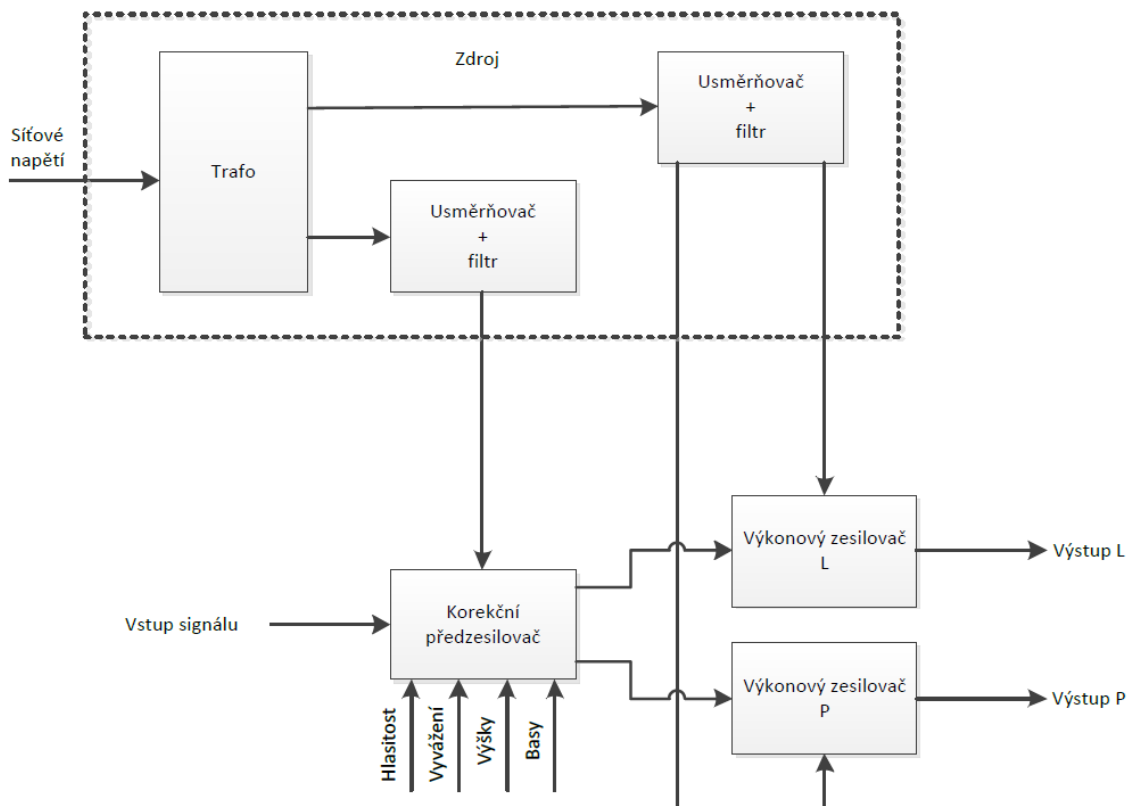 Zdroj
Usměrňovač
+
filtr
Síťové
napětí
Trafo
Usměrňovač
+
filtr
Výkonový zesilovač
L
Výstup L
Vstup signálu
Korekční
předzesilovač
Výkonový zesilovač
P
Výstup P
Hlasitost
Vyvážení
Výšky
Basy